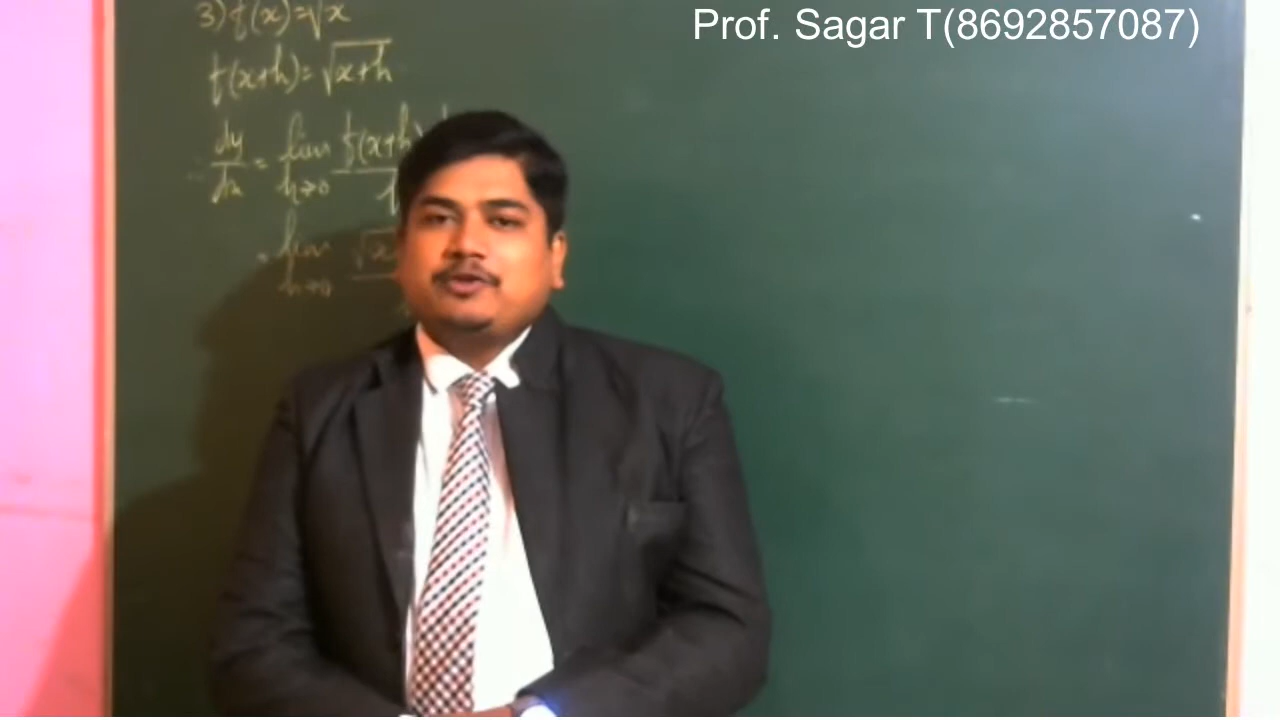 Prof. Sagar T(8692857087)
3) f(x)=√x
f(x+h)=√x+h
dy/dx = lim h→0 f(x+h)
= lim h→0 √x